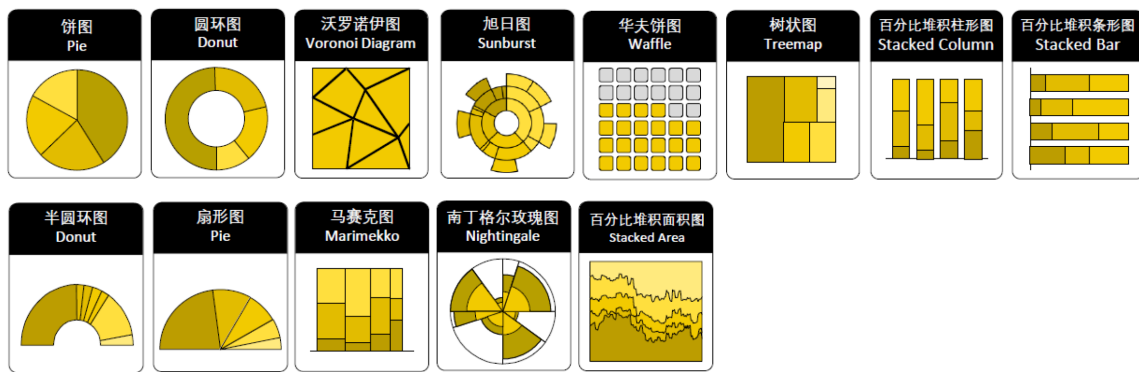 饼图
Pie
圆环图
Donut
沃罗诺伊图
Voronoi Diagram
旭日图
Sunburst
华夫饼图
Waffle
树状图
Treemap
百分比堆积柱形图
Stacked Column
百分比堆积条形图
Stacked Bar
半圆环图
Donut
扇形图
Pie
马赛克图
Marimekko
南丁格尔玫瑰图
Nightingale
百分比堆积面积图
Stacked Area